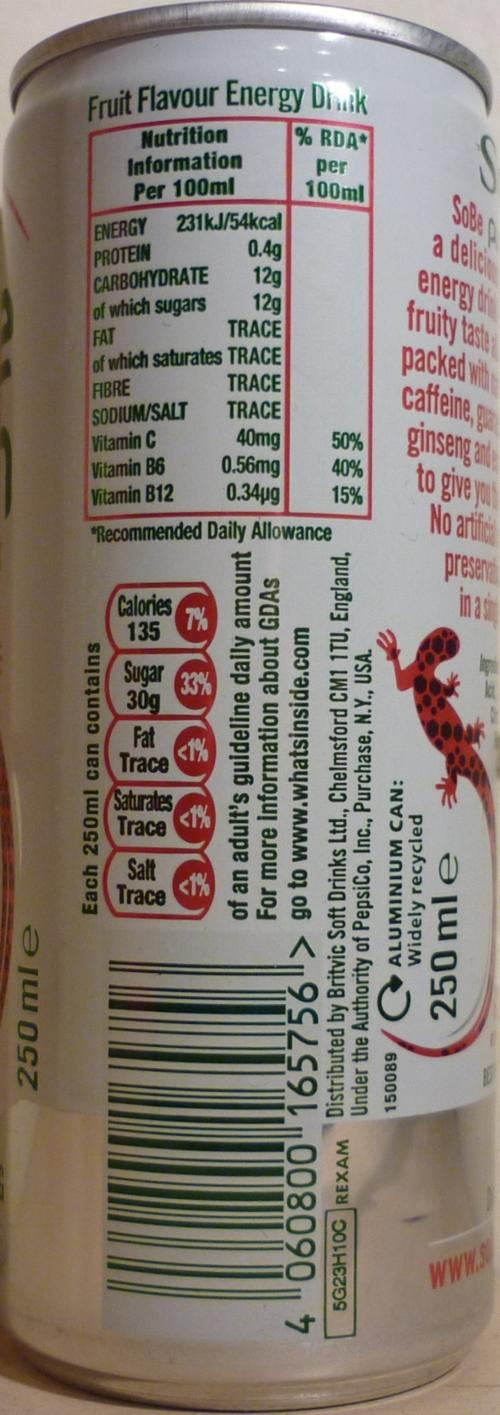 Fruit Flavour Energy Drink
Nutrition Information Per 100ml % RDA* per 100ml
ENERGY 231kJ/54kcal
PROTEIN 0.4g
CARBOHYDRATE 12g
of which sugars 12g
FAT TRACE
of which saturates TRACE
FIBRE TRACE
SODIUM/SALT TRACE
Vitamin C 40mg 50%
Vitamin B6 0.56mg 40%
Vitamin B12 0.34µg 15%
*Recommended Daily Allowance
Each 250ml can contains
Calories 135 7%
Sugar 30g 33%
Fat Trace <1%
Saturates Trace <1%
Salt Trace <1%
of an adult's guideline daily amount
For more information about GDAs
go to www.whatsinside.com
Distributed by Britvic Soft Drinks Ltd., Chelmsford CM1 1TU, England,
Under the Authority of PepsiCo, Inc., Purchase, N.Y., USA.
ALUMINIUM CAN:
Widely recycled
250 ml e
150089
4 060800 165756 >
5G23H10C REXAM
250 ml e
SoBe
a
energy
fruity taste
packed with
caffeine,
ginseng and
to give you
No
in a
www.